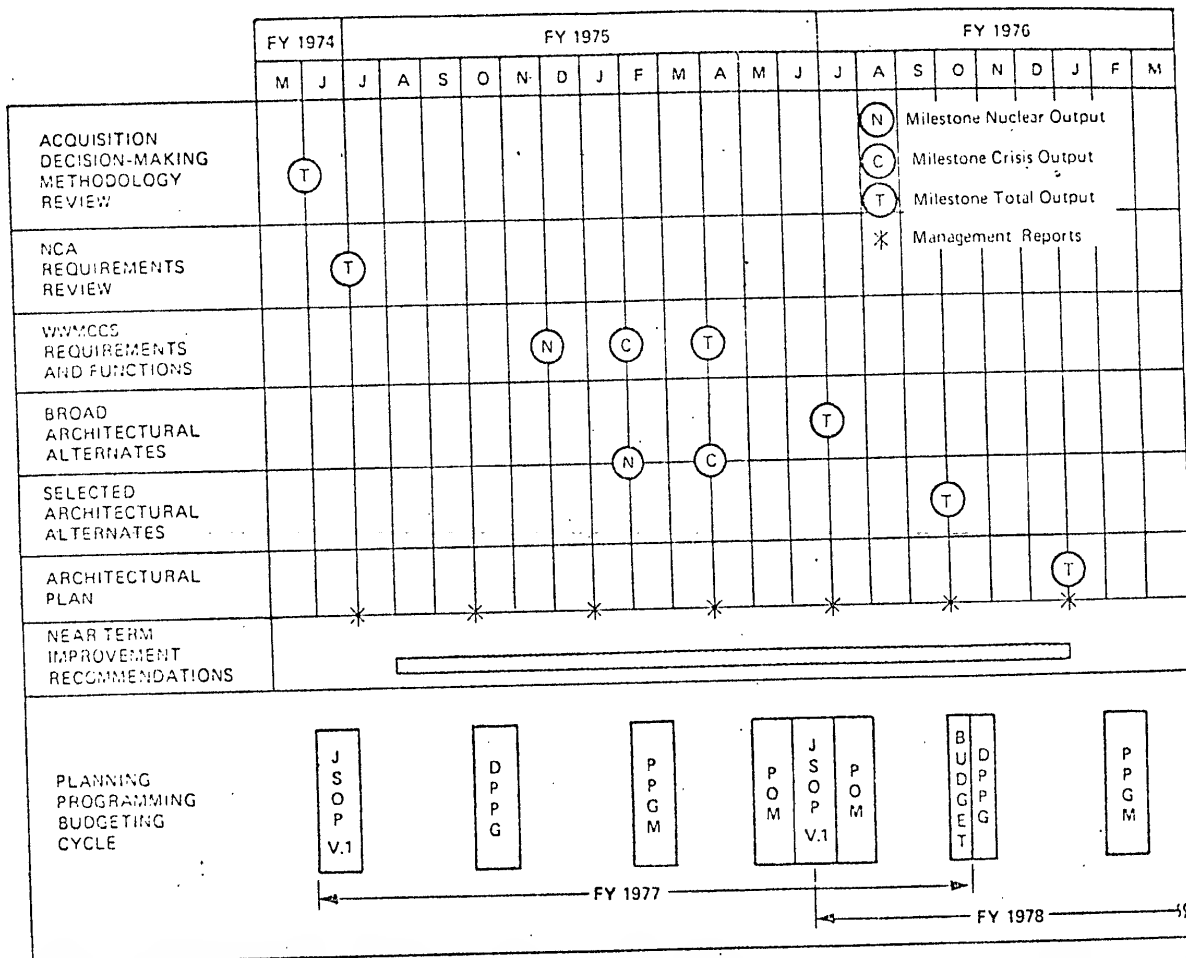 FY 1974 FY 1975 FY 1976
M J J A S O N D J F M A M J J A S O N D J F M
N Milestone Nuclear Output
C Milestone Crisis Output
T Milestone Total Output
Management Reports
ACQUISITION
DECISION-MAKING
METHODOLOGY
REVIEW
T
NCA
REQUIREMENTS
REVIEW
T
WWMCCS
REQUIREMENTS
AND FUNCTIONS
N C T
BROAD
ARCHITECTURAL
ALTERNATES
T
N C
SELECTED
ARCHITECTURAL
ALTERNATES
T
ARCHITECTURAL
PLAN
T
NEAR TERM
IMPROVEMENT
RECOMMENDATIONS
PLANNING
PROGRAMMING
BUDGETING
CYCLE
JSOP V.1
DPPG
PPGM
POM
JSOP V.1
POM
BUDGET
DPPG
PPGM
FY 1977
FY 1978